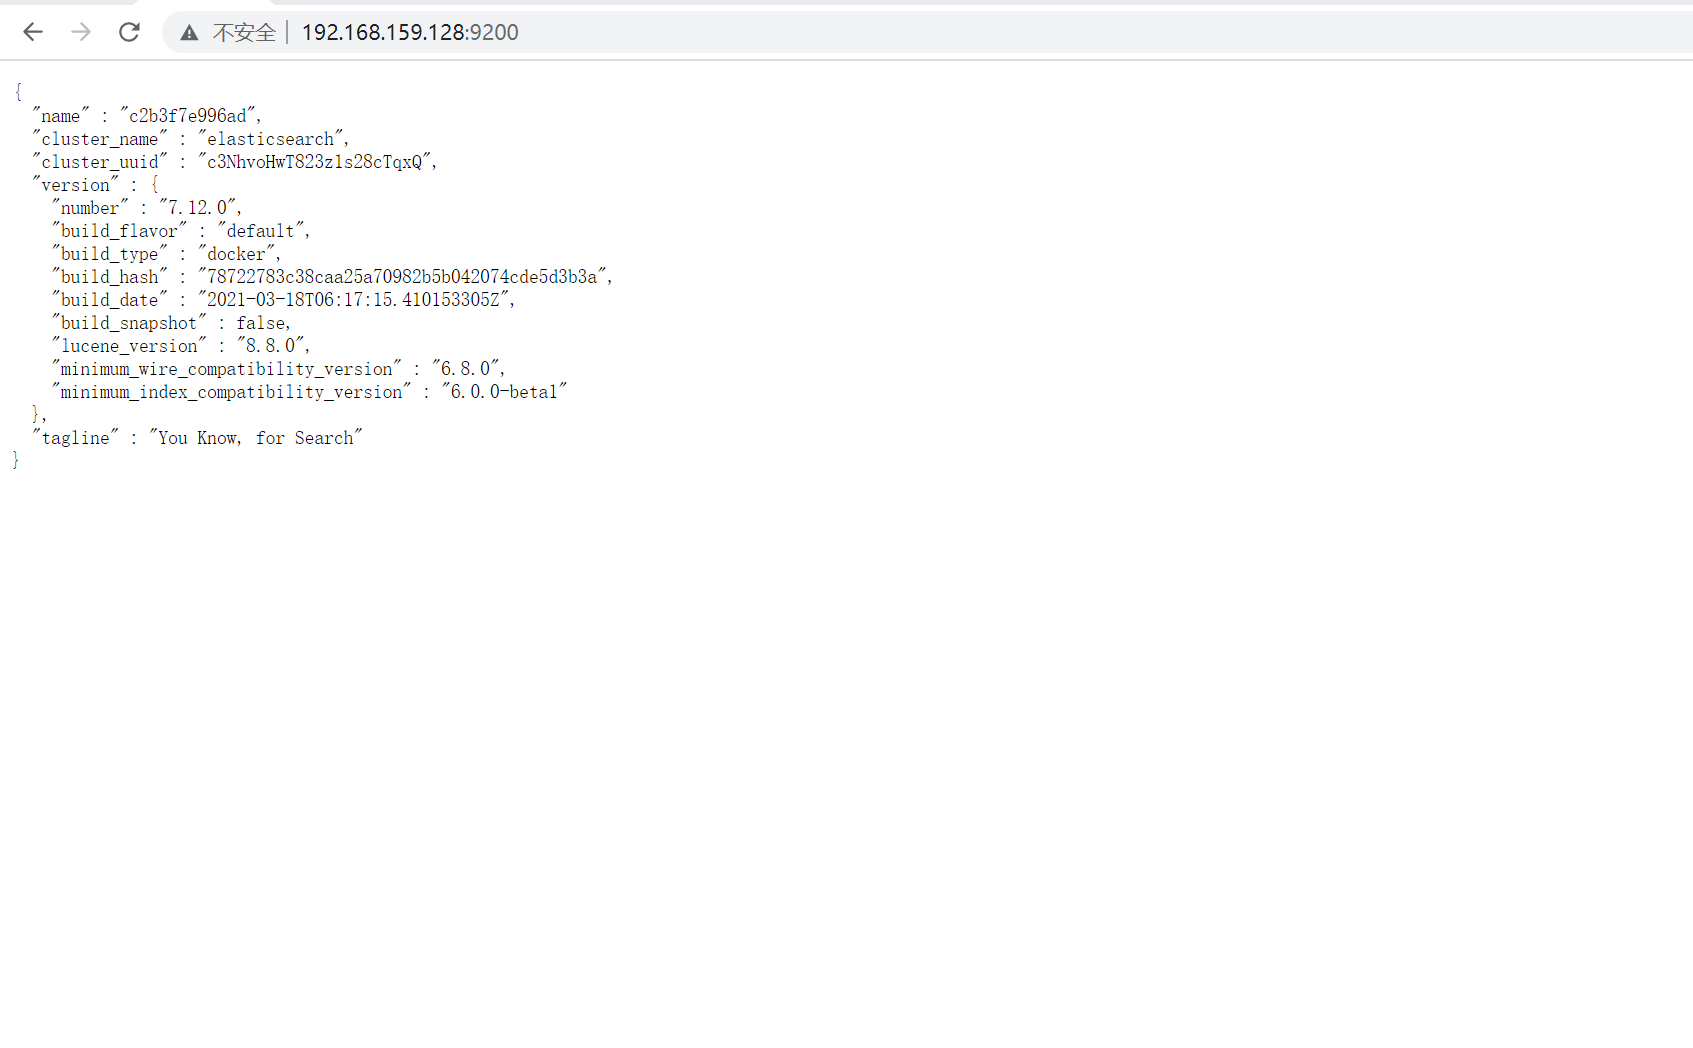 不安全 192.168.159.128:9200
{
"name" : "c2b3f7e996ad",
"cluster_name" : "elasticsearch",
"cluster_uuid" : "c3NhvoHwT823zls28cTqxQ",
"version" : {
"number" : "7.12.0",
"build_flavor" : "default",
"build_type" : "docker",
"build_hash" : "78722783c38caa25a70982b5b042074cde5d3b3a",
"build_date" : "2021-03-18T06:17:15.410153305Z",
"build_snapshot" : false,
"lucene_version" : "8.8.0",
"minimum_wire_compatibility_version" : "6.8.0",
"minimum_index_compatibility_version" : "6.0.0-beta1"
},
"tagline" : "You Know, for Search"
}